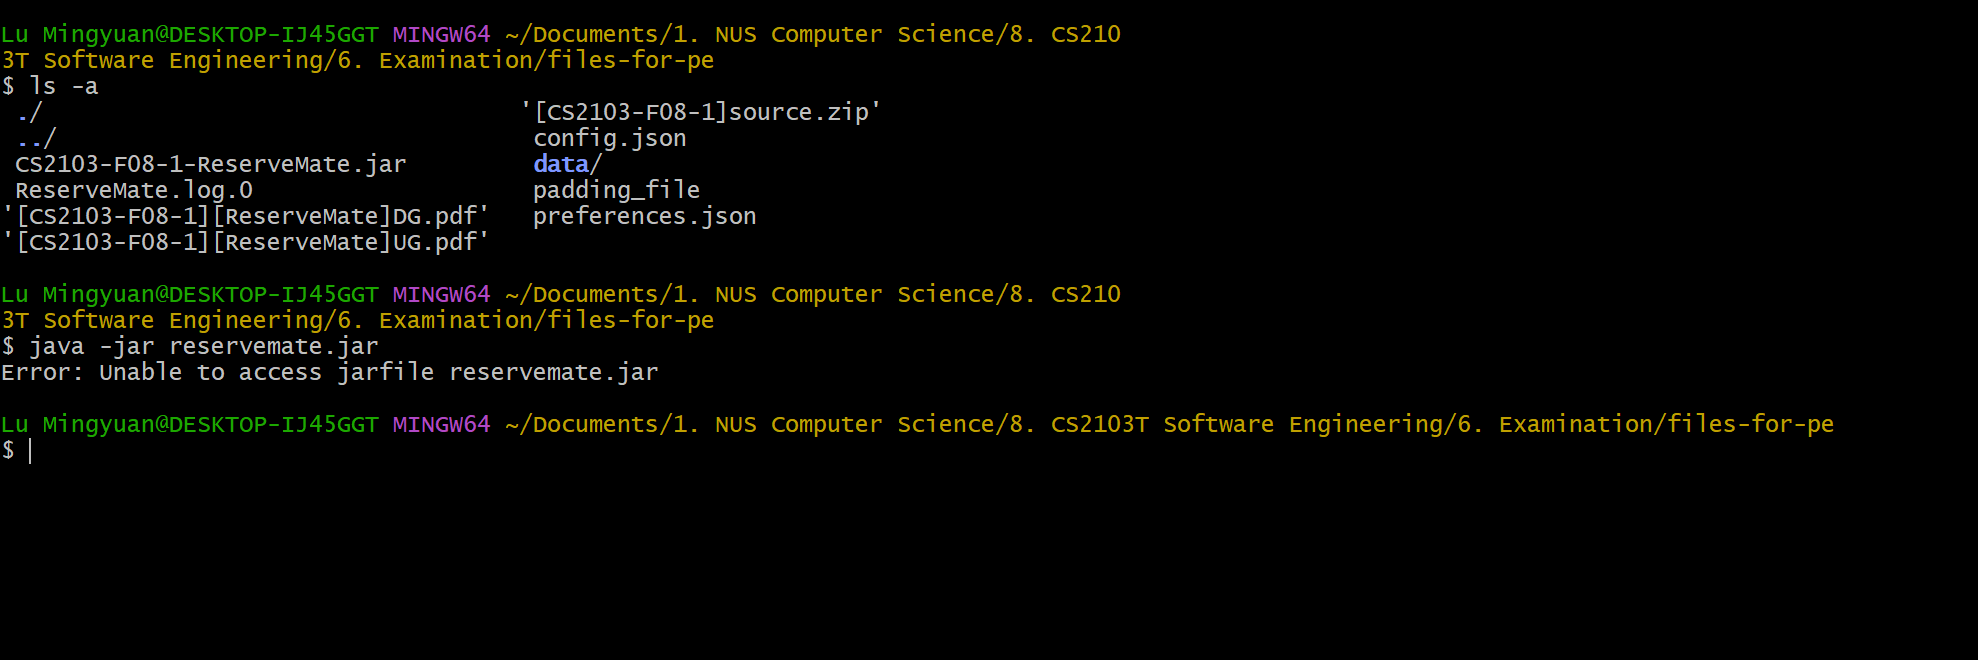 Lu Mingyuan@DESKTOP-IJ45GGT MINGW64 ~/Documents/1. NUS Computer Science/8. CS210
3T Software Engineering/6. Examination/files-for-pe
$ ls -a
./ '[CS2103-F08-1]source.zip'
../ config.json
CS2103-F08-1-ReserveMate.jar data/
ReserveMate.log.0 padding_file
'[CS2103-F08-1][ReserveMate]DG.pdf' preferences.json
'[CS2103-F08-1][ReserveMate]UG.pdf'
Lu Mingyuan@DESKTOP-IJ45GGT MINGW64 ~/Documents/1. NUS Computer Science/8. CS210
3T Software Engineering/6. Examination/files-for-pe
$ java -jar reservemate.jar
Error: Unable to access jarfile reservemate.jar
Lu Mingyuan@DESKTOP-IJ45GGT MINGW64 ~/Documents/1. NUS Computer Science/8. CS2103T Software Engineering/6. Examination/files-for-pe
$